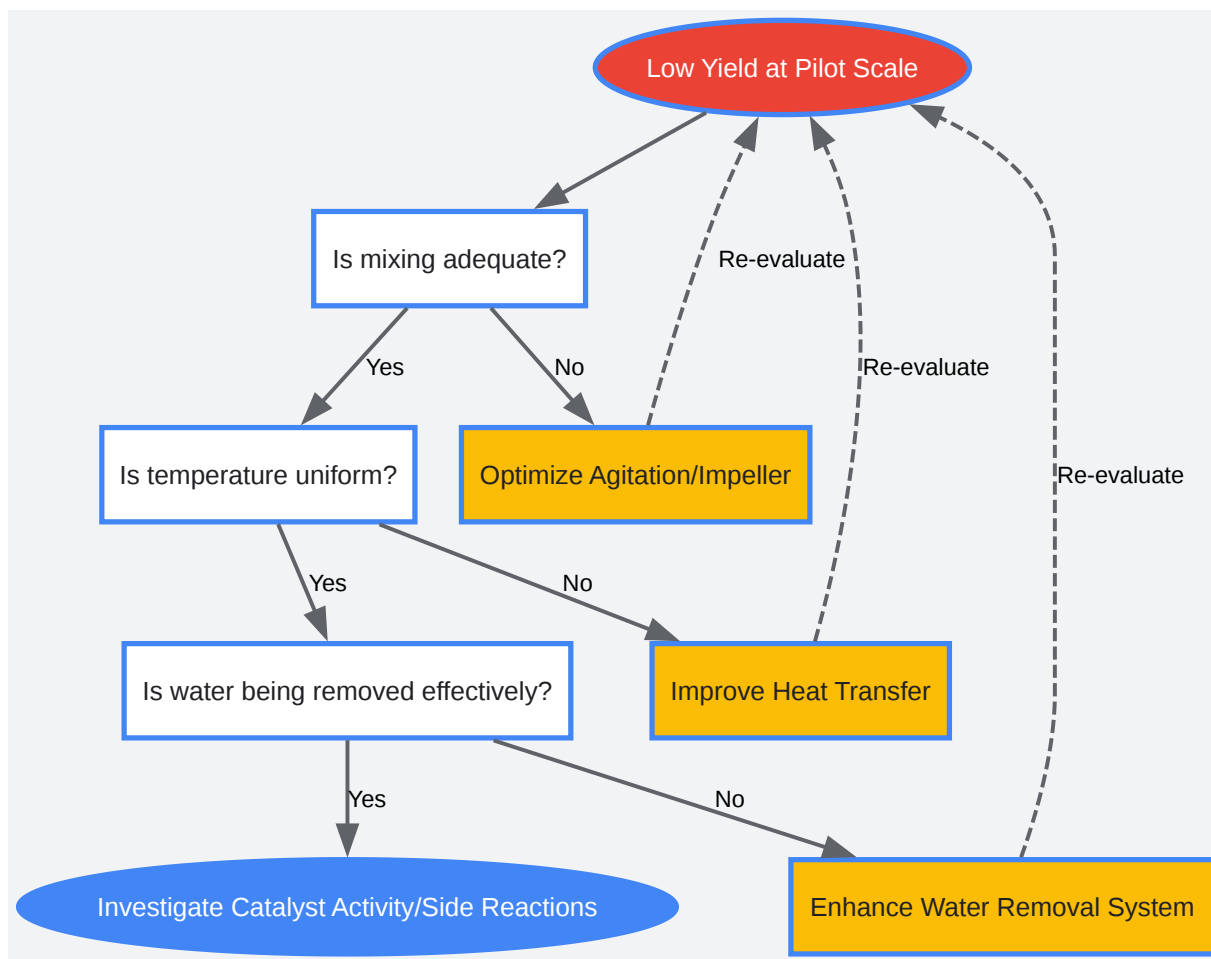 Low Yield at Pilot Scale
Is mixing adequate?
Re-evaluate
Yes
No
Re-evaluate
Is temperature uniform?
Optimize Agitation/Impeller
Re-evaluate
Yes
No
Is water being removed effectively?
Improve Heat Transfer
Yes
No
Investigate Catalyst Activity/Side Reactions
Enhance Water Removal System